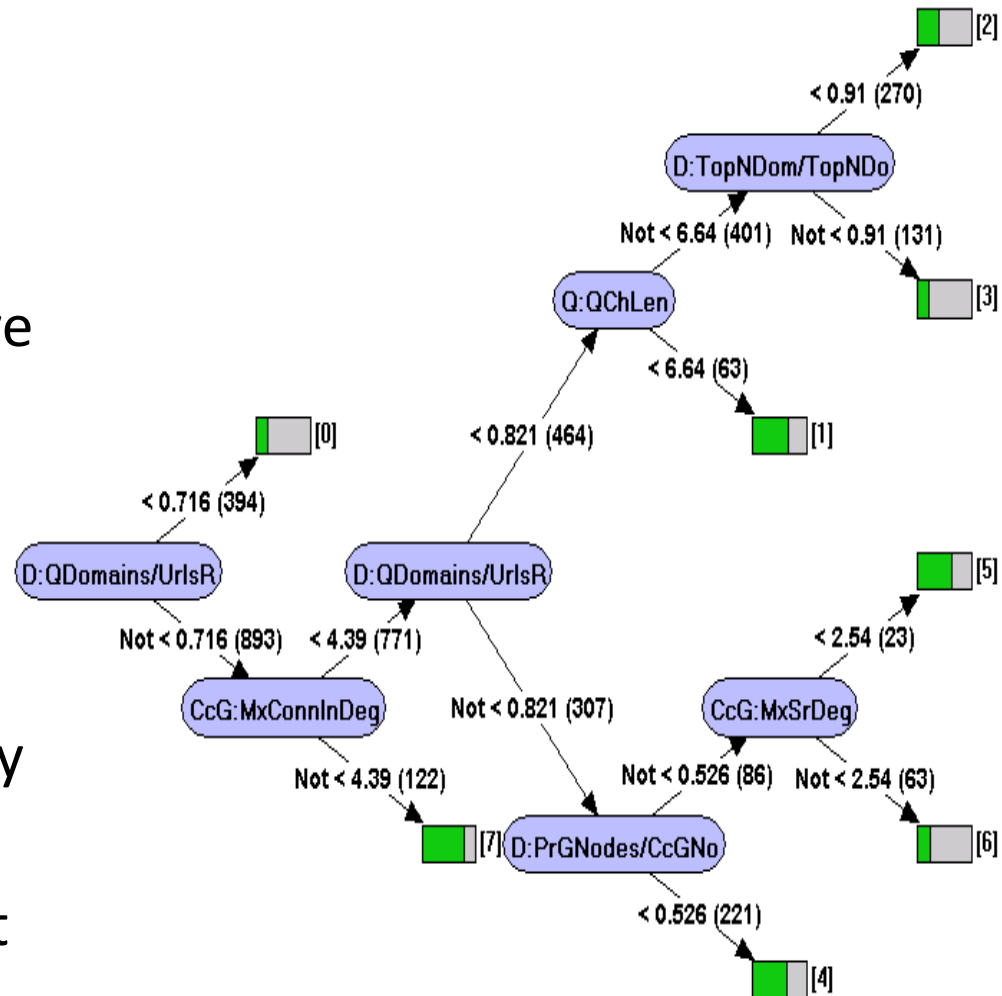 [2]
< 0.91 (270)
D:TopNDom/TopNDo
Not < 6.64 (401)
Not < 0.91 (131)
[3]
Q:QChLen
ve
< 6.64 (63)
[0]
< 0.821 (464)
[1]
< 0.716 (394)
D:QDomains/UrlsR
D:QDomains/UrlsR
[5]
Not < 0.716 (893)
< 4.39 (771)
< 2.54 (23)
CcG:MxConnInDeg
Not < 0.821 (307)
CcG:MxSrDeg
y
Not < 4.39 (122)
Not < 0.526 (86)
Not < 2.54 (63)
[7]
D:PrGNodes/CcGNo
[6]
< 0.526 (221)
t
[4]